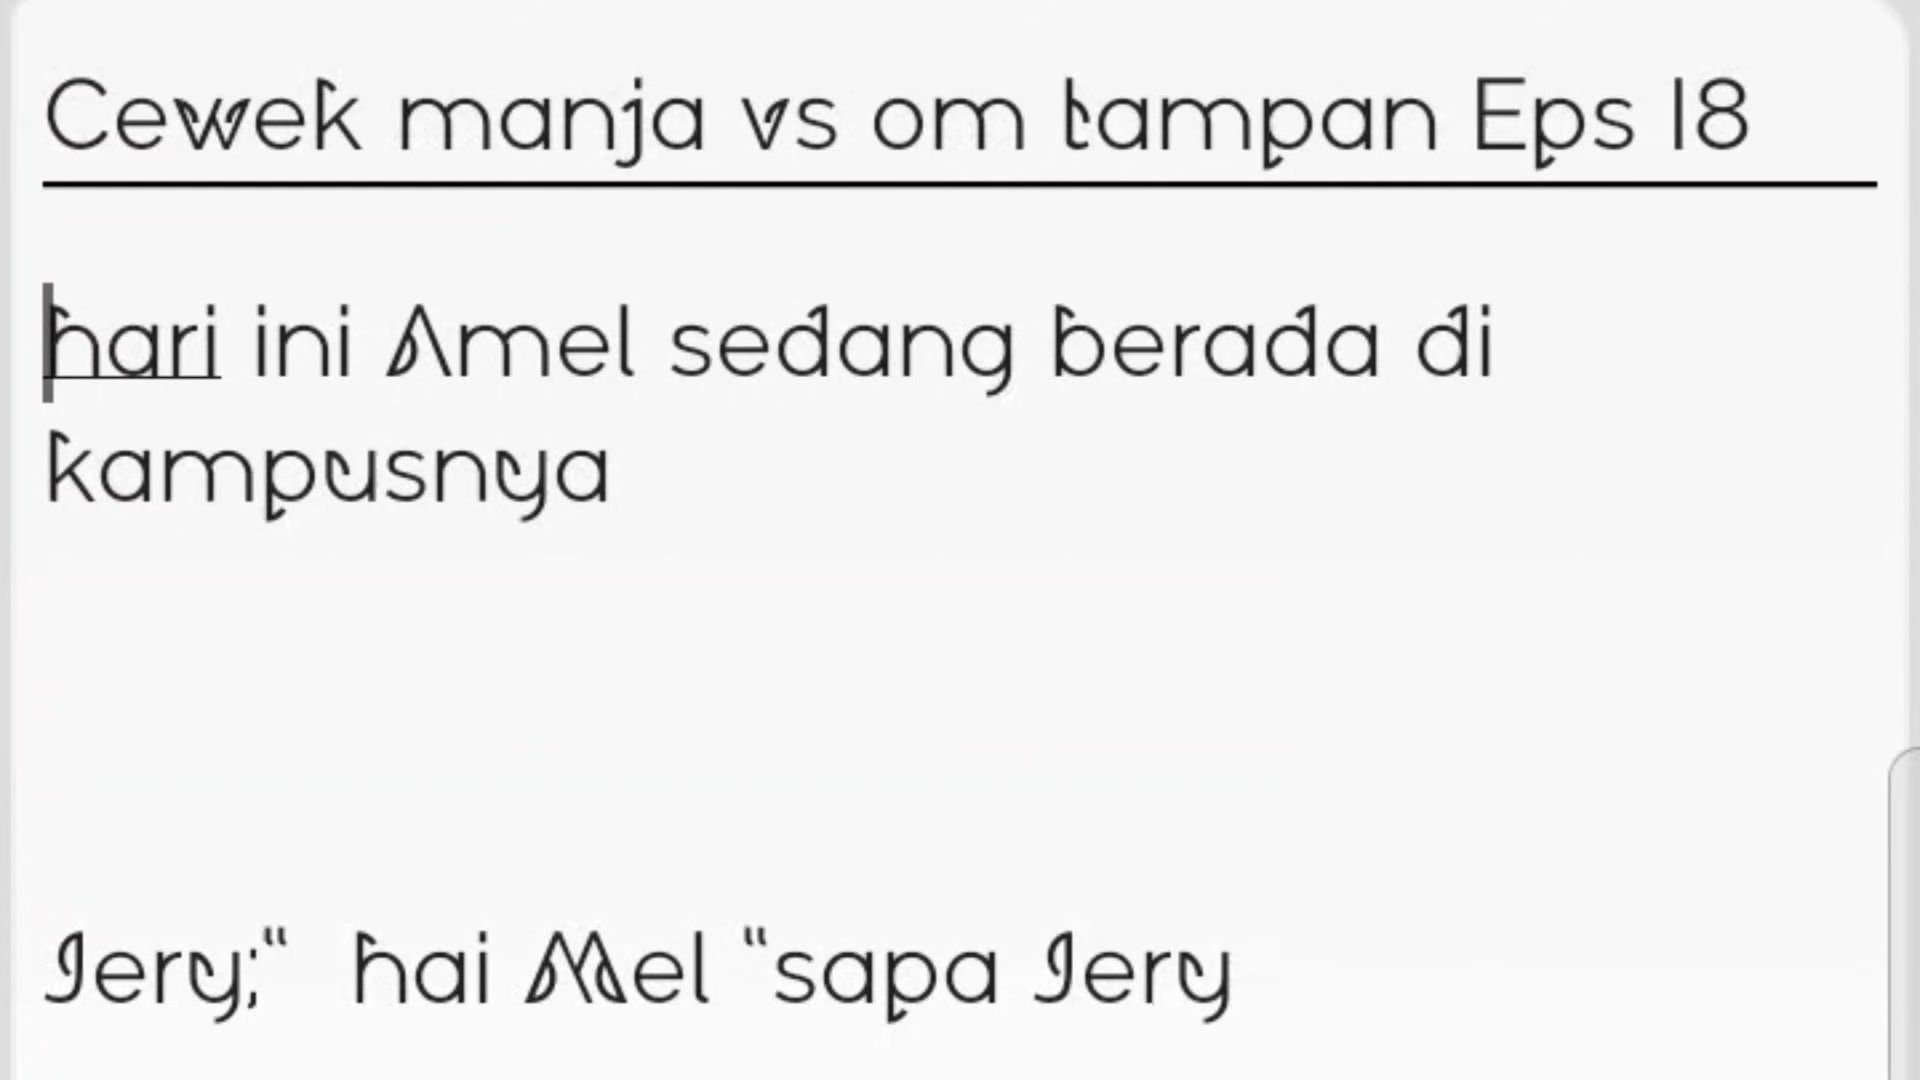 Cewek manja vs om tampan Eps 18
hari ini Amel sedang berada di
kampusnya
Jery;" hai Mel "sapa Jery